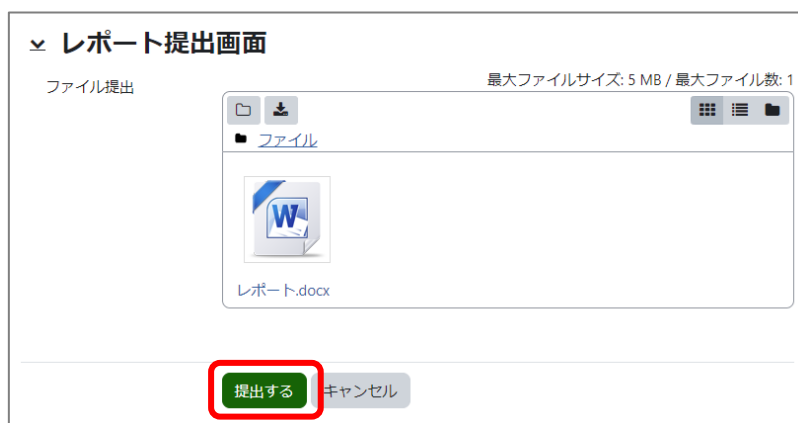 レポート提出画面
ファイル提出
最大ファイルサイズ: 5 MB / 最大ファイル数: 1
ファイル
W
レポート.docx
提出する
キャンセル